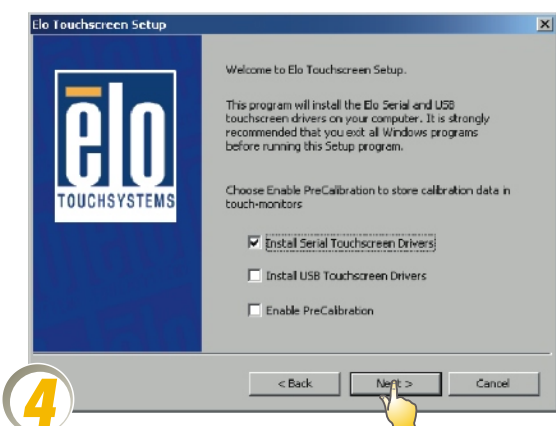 Elo Touchscreen Setup
elo
TOUCHSYSTEMS
Welcome to Elo Touchscreen Setup.
This program will install the Elo Serial and USB
touchscreen drivers on your computer. It is strongly
recommended that you exit all Windows programs
before running this Setup program.
Choose Enable PreCalibration to store calibration data in
touch-monitors
Install Serial Touchscreen Drivers
Install USB Touchscreen Drivers
Enable PreCalibration
< Back
Next >
Cancel
4